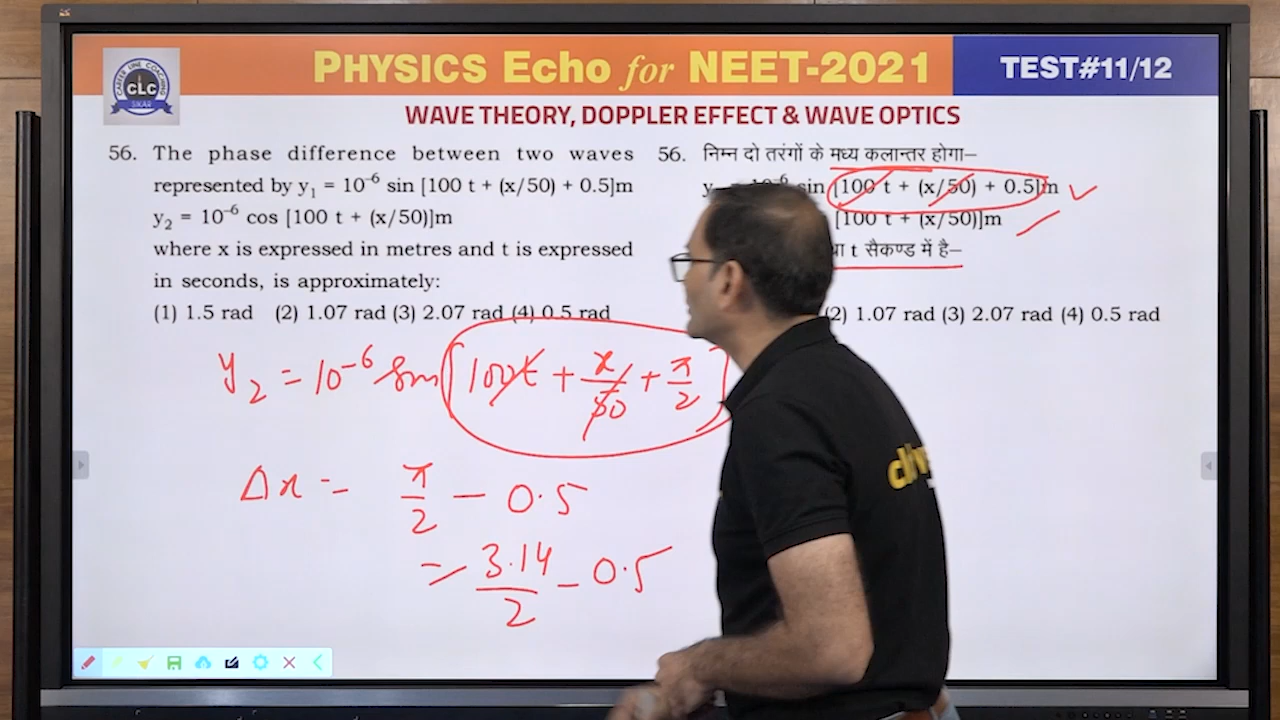 PHYSICS Echo for NEET-2021
TEST#11/12
CAREER LINE COACHING
CLC
SIKAR
WAVE THEORY, DOPPLER EFFECT & WAVE OPTICS
56. The phase difference between two waves
represented by y₁ = 10⁻⁶ sin [100 t + (x/50) + 0.5]m
y₂ = 10⁻⁶ cos [100 t + (x/50)]m
where x is expressed in metres and t is expressed
in seconds, is approximately:
(1) 1.5 rad (2) 1.07 rad (3) 2.07 rad (4) 0.5 rad
56. निम्न दो तरंगों के मध्य कलान्तर होगा–
sin [100 t + (x/50) + 0.5]m
[100 t + (x/50)]m
t सैकण्ड में है–
(2) 1.07 rad (3) 2.07 rad (4) 0.5 rad
y₂ = 10⁻⁶ sin [100t + x/50 + π/2]
Δx = π/2 – 0.5
= 3.14/2 – 0.5